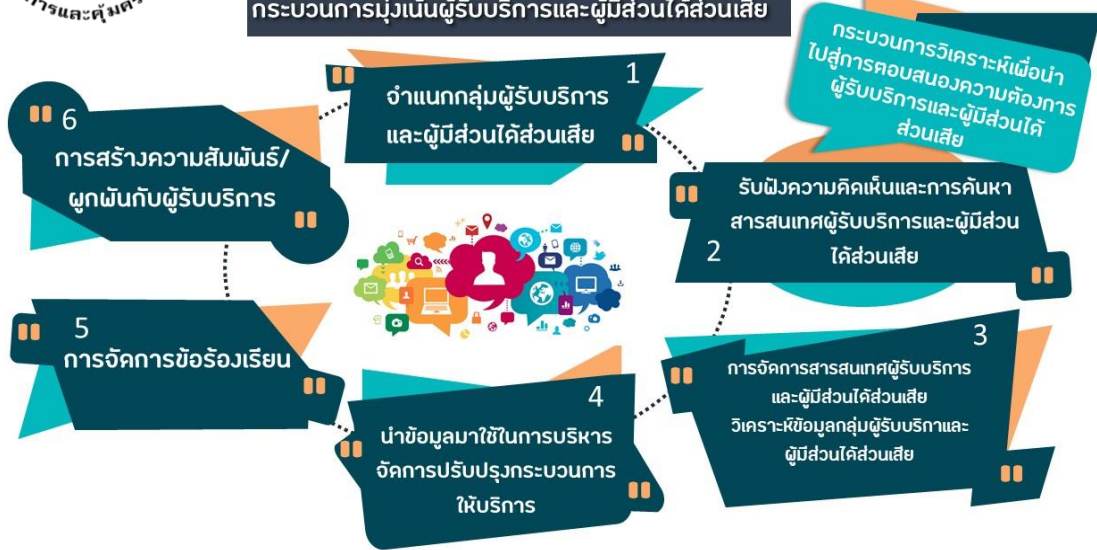 การและคุ้มคร
กระบวนการมุ่งเน้นผู้รับบริการและผู้มีส่วนได้ส่วนเสีย
กระบวนการวิเคราะห์เพื่อนำ
ไปสู่การตอบสนองความต้องการ
ผู้รับบริการและผู้มีส่วนได้
ส่วนเสีย
1
จำแนกกลุ่มผู้รับบริการ
และผู้มีส่วนได้ส่วนเสีย
2
รับฟังความคิดเห็นและการค้นหา
สารสนเทศผู้รับบริการและผู้มีส่วน
ได้ส่วนเสีย
3
การจัดการสารสนเทศผู้รับบริการ
และผู้มีส่วนได้ส่วนเสีย
วิเคราะห์ข้อมูลกลุ่มผู้รับบริกาและ
ผู้มีส่วนได้ส่วนเสีย
4
นำข้อมูลมาใช้ในการบริหาร
จัดการปรับปรุงกระบวนการ
ให้บริการ
5
การจัดการข้อร้องเรียน
6
การสร้างความสัมพันธ์/
ผูกพันกับผู้รับบริการ